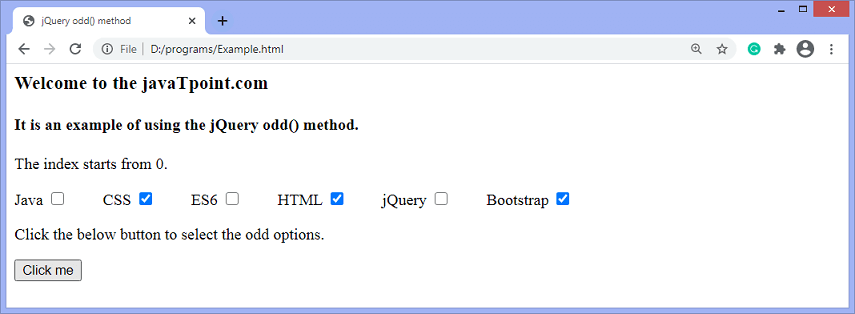 jQuery odd() method
File | D:/programs/Example.html
Welcome to the javaTpoint.com
It is an example of using the jQuery odd() method.
The index starts from 0.
Java CSS ES6 HTML jQuery Bootstrap
Click the below button to select the odd options.
Click me